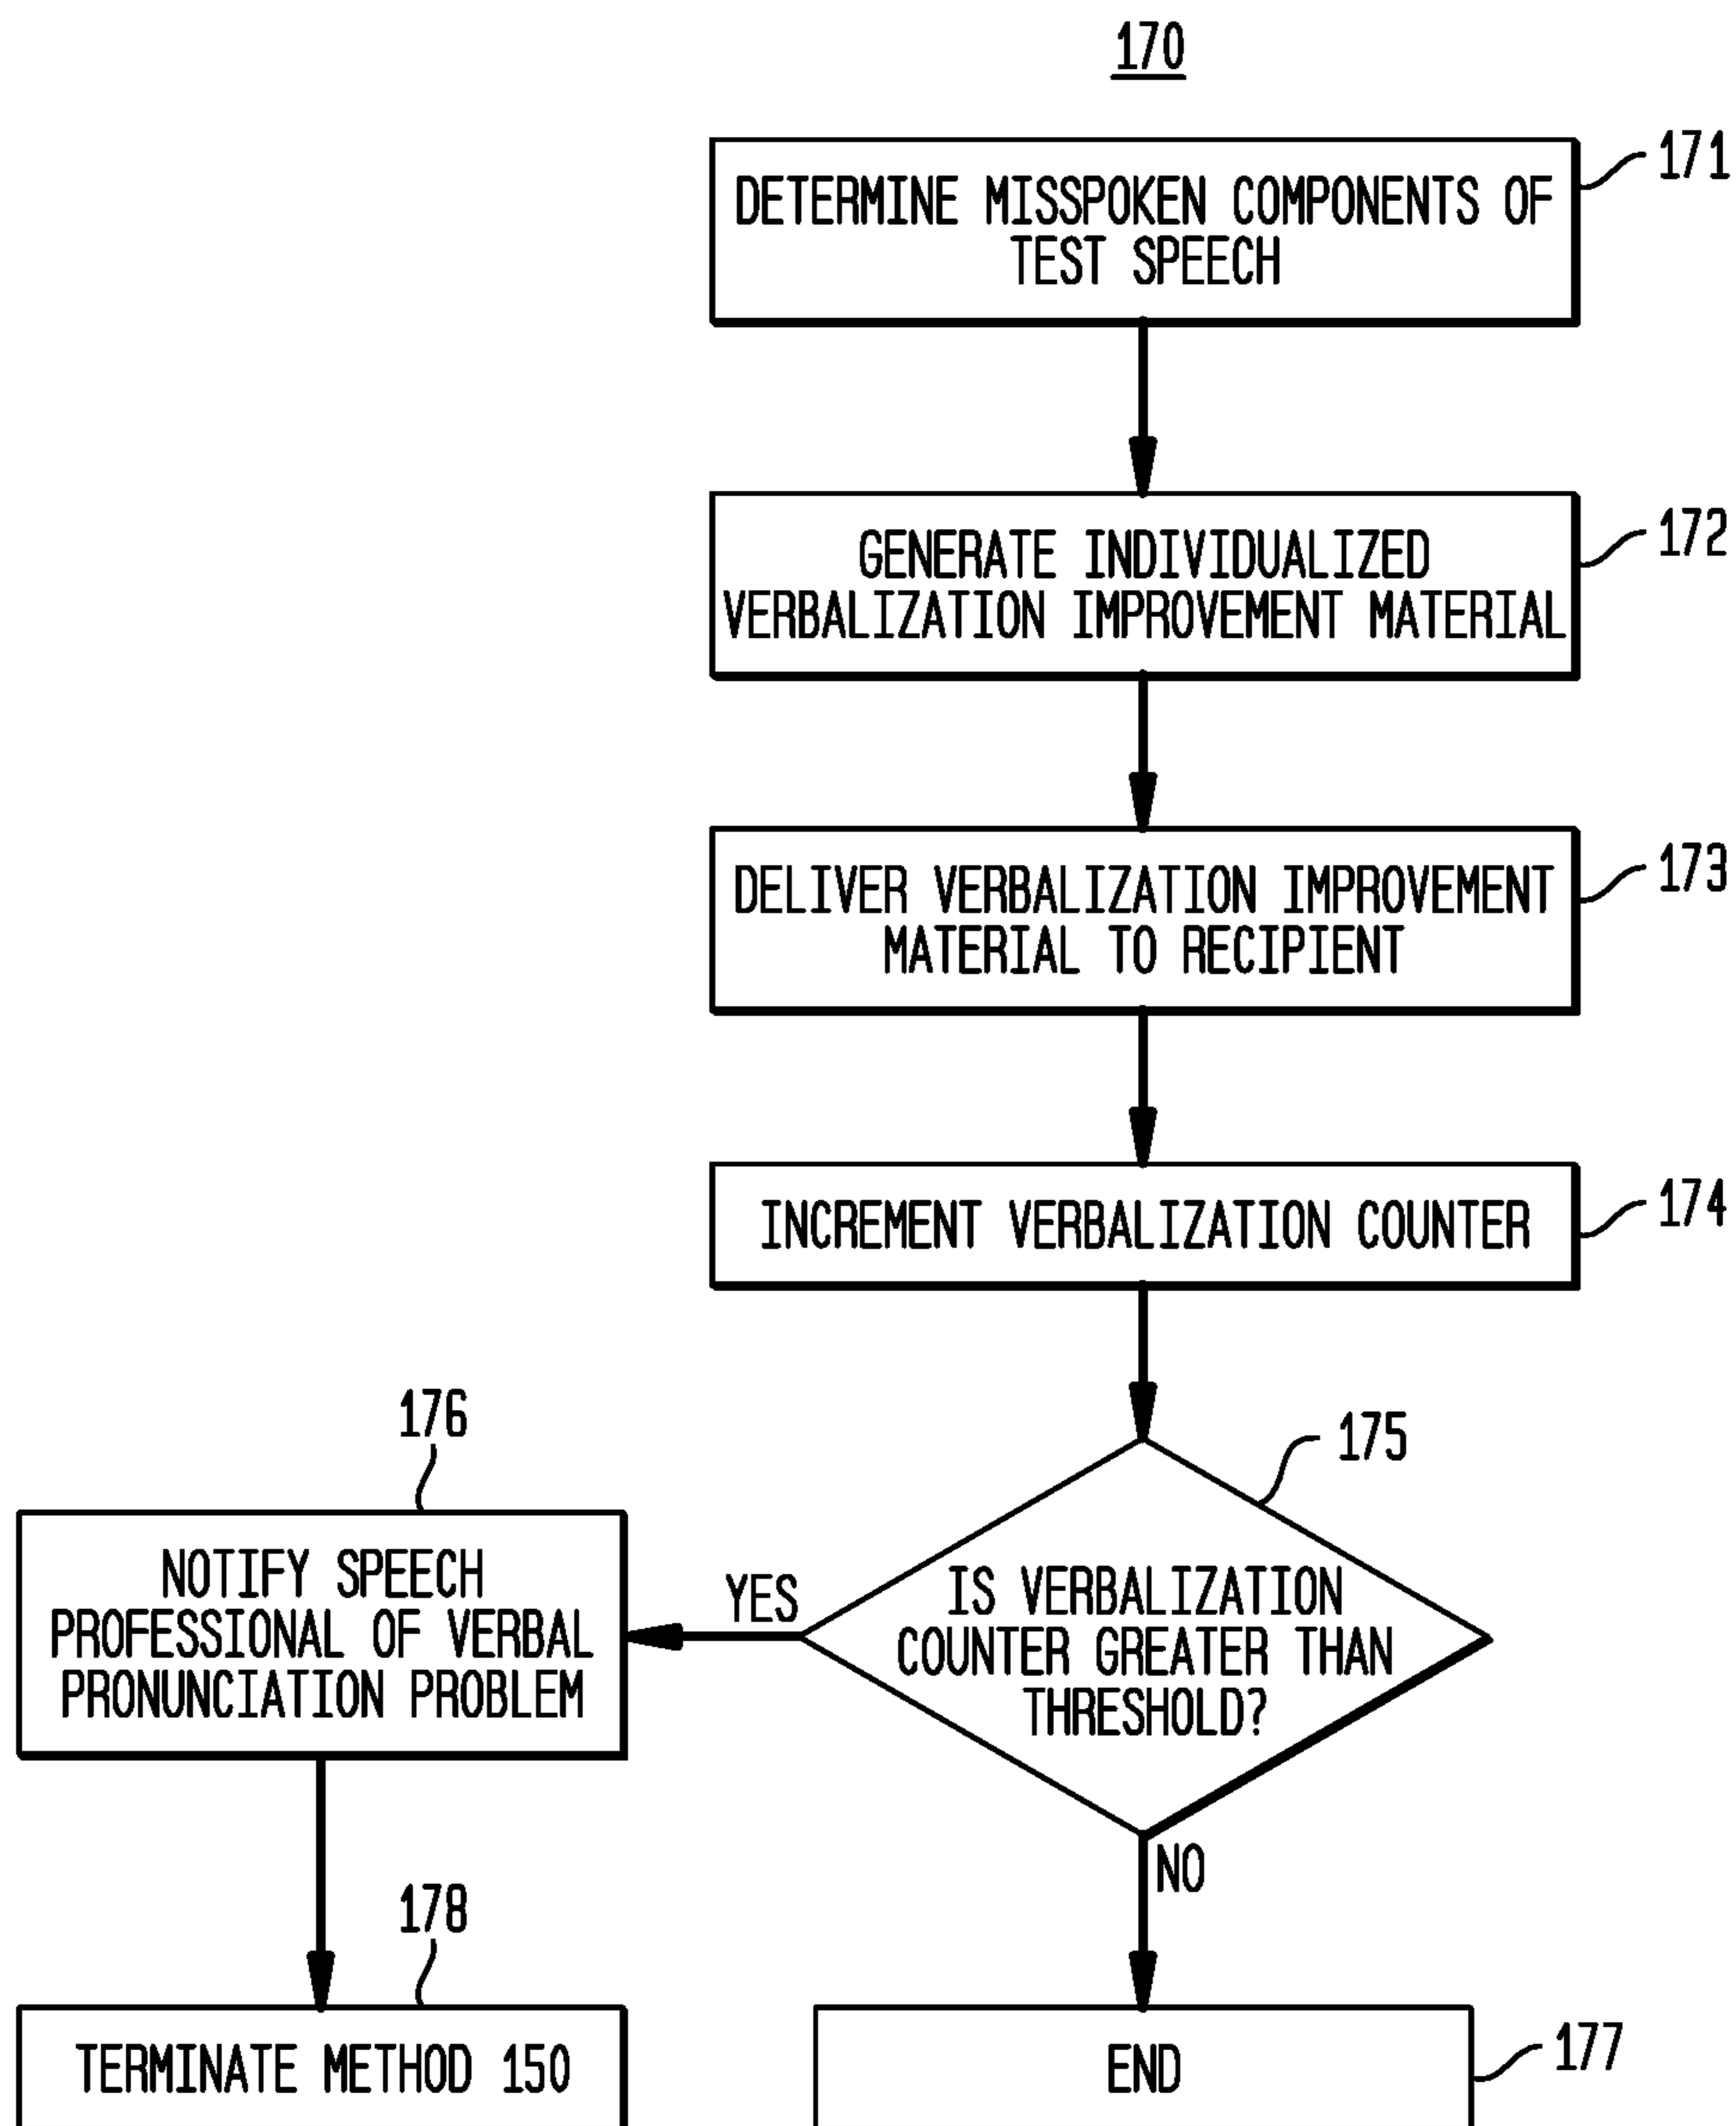 170
171
DETERMINE MISSPOKEN COMPONENTS OF
TEST SPEECH
172
GENERATE INDIVIDUALIZED
VERBALIZATION IMPROVEMENT MATERIAL
173
DELIVER VERBALIZATION IMPROVEMENT
MATERIAL TO RECIPIENT
174
INCREMENT VERBALIZATION COUNTER
175
IS VERBALIZATION
COUNTER GREATER THAN
THRESHOLD?
YES
176
NOTIFY SPEECH
PROFESSIONAL OF VERBAL
PRONUNCIATION PROBLEM
NO
178
TERMINATE METHOD 150
END
177